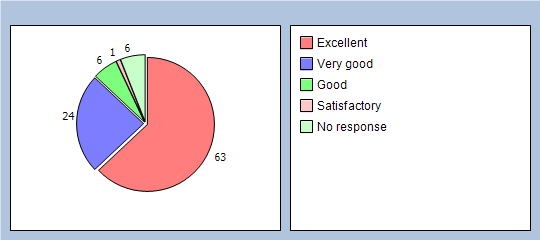 6 1 6
24
63
Excellent
Very good
Good
Satisfactory
No response